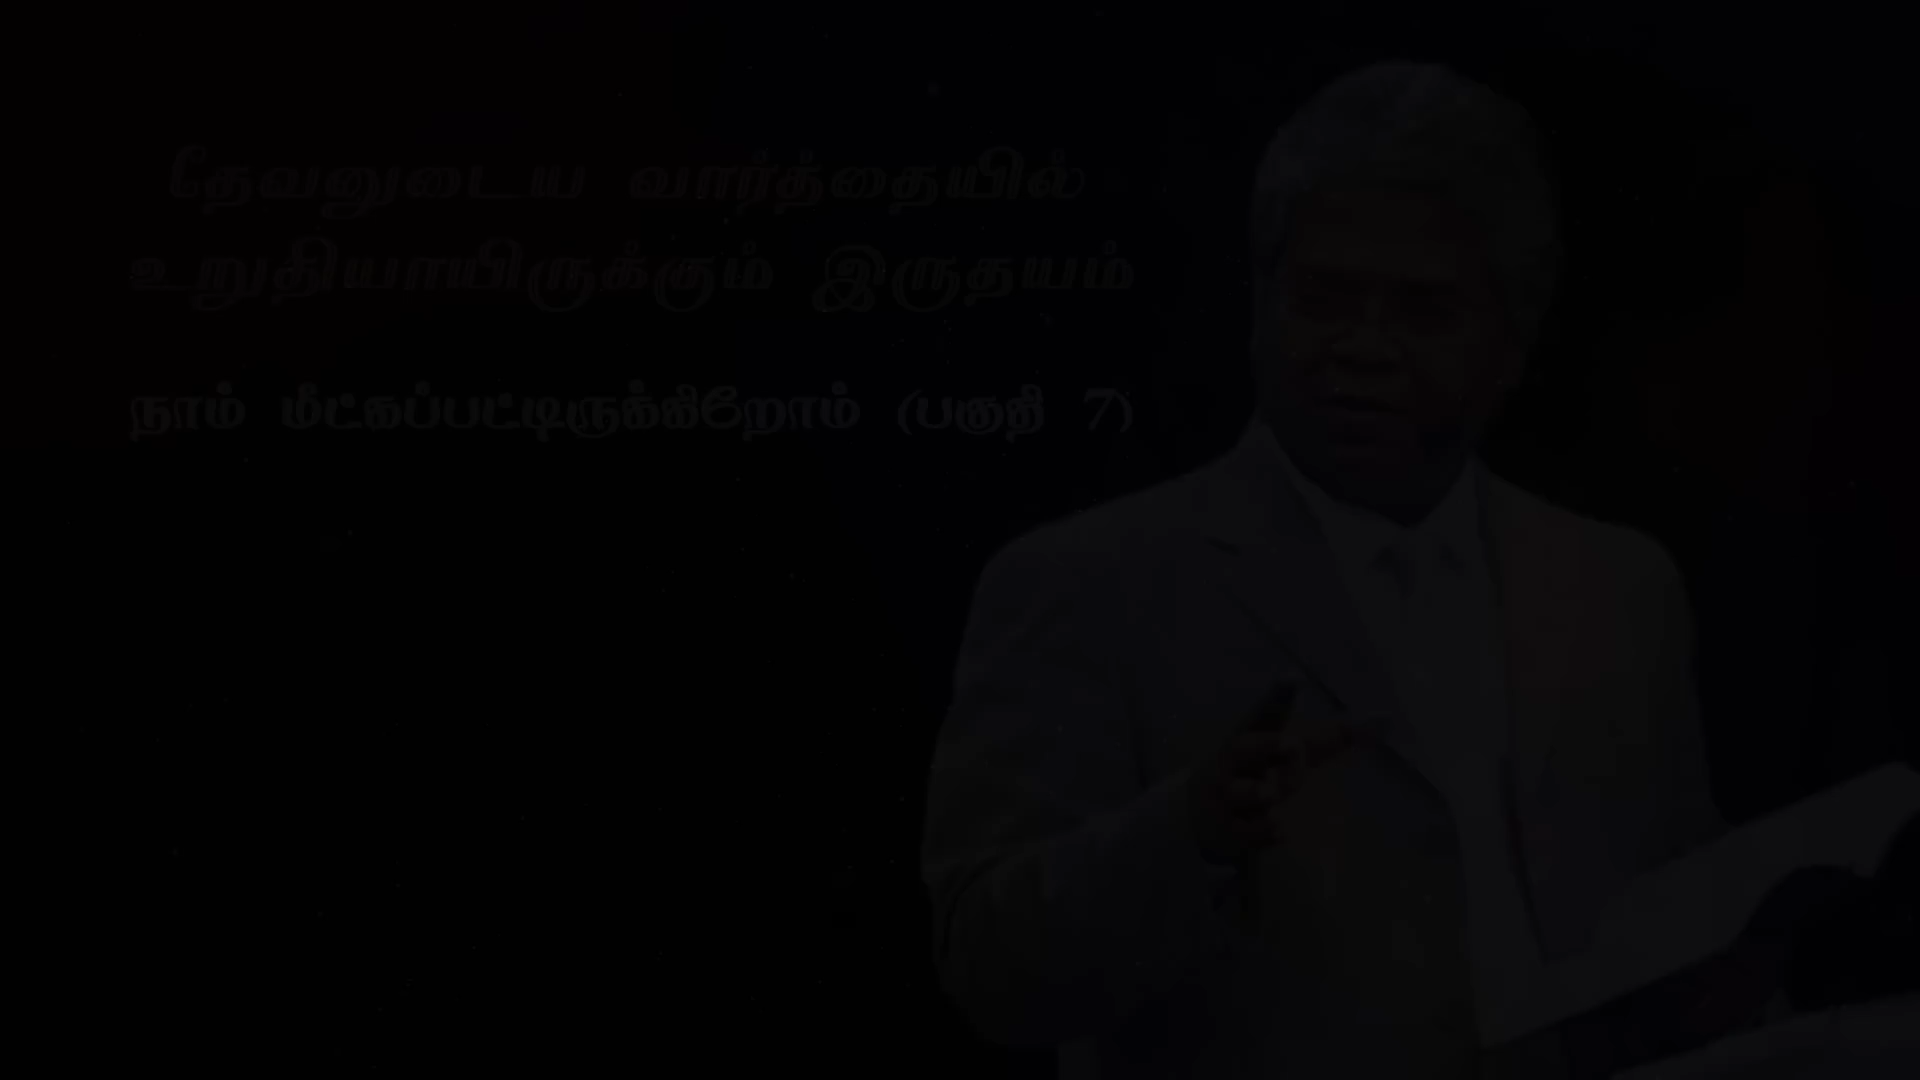 தேவனுடைய வார்த்தையில்
உறுதியாயிருக்கும் இருதயம்
நாம் மீட்கப்பட்டிருக்கிறோம் (பகுதி 7)